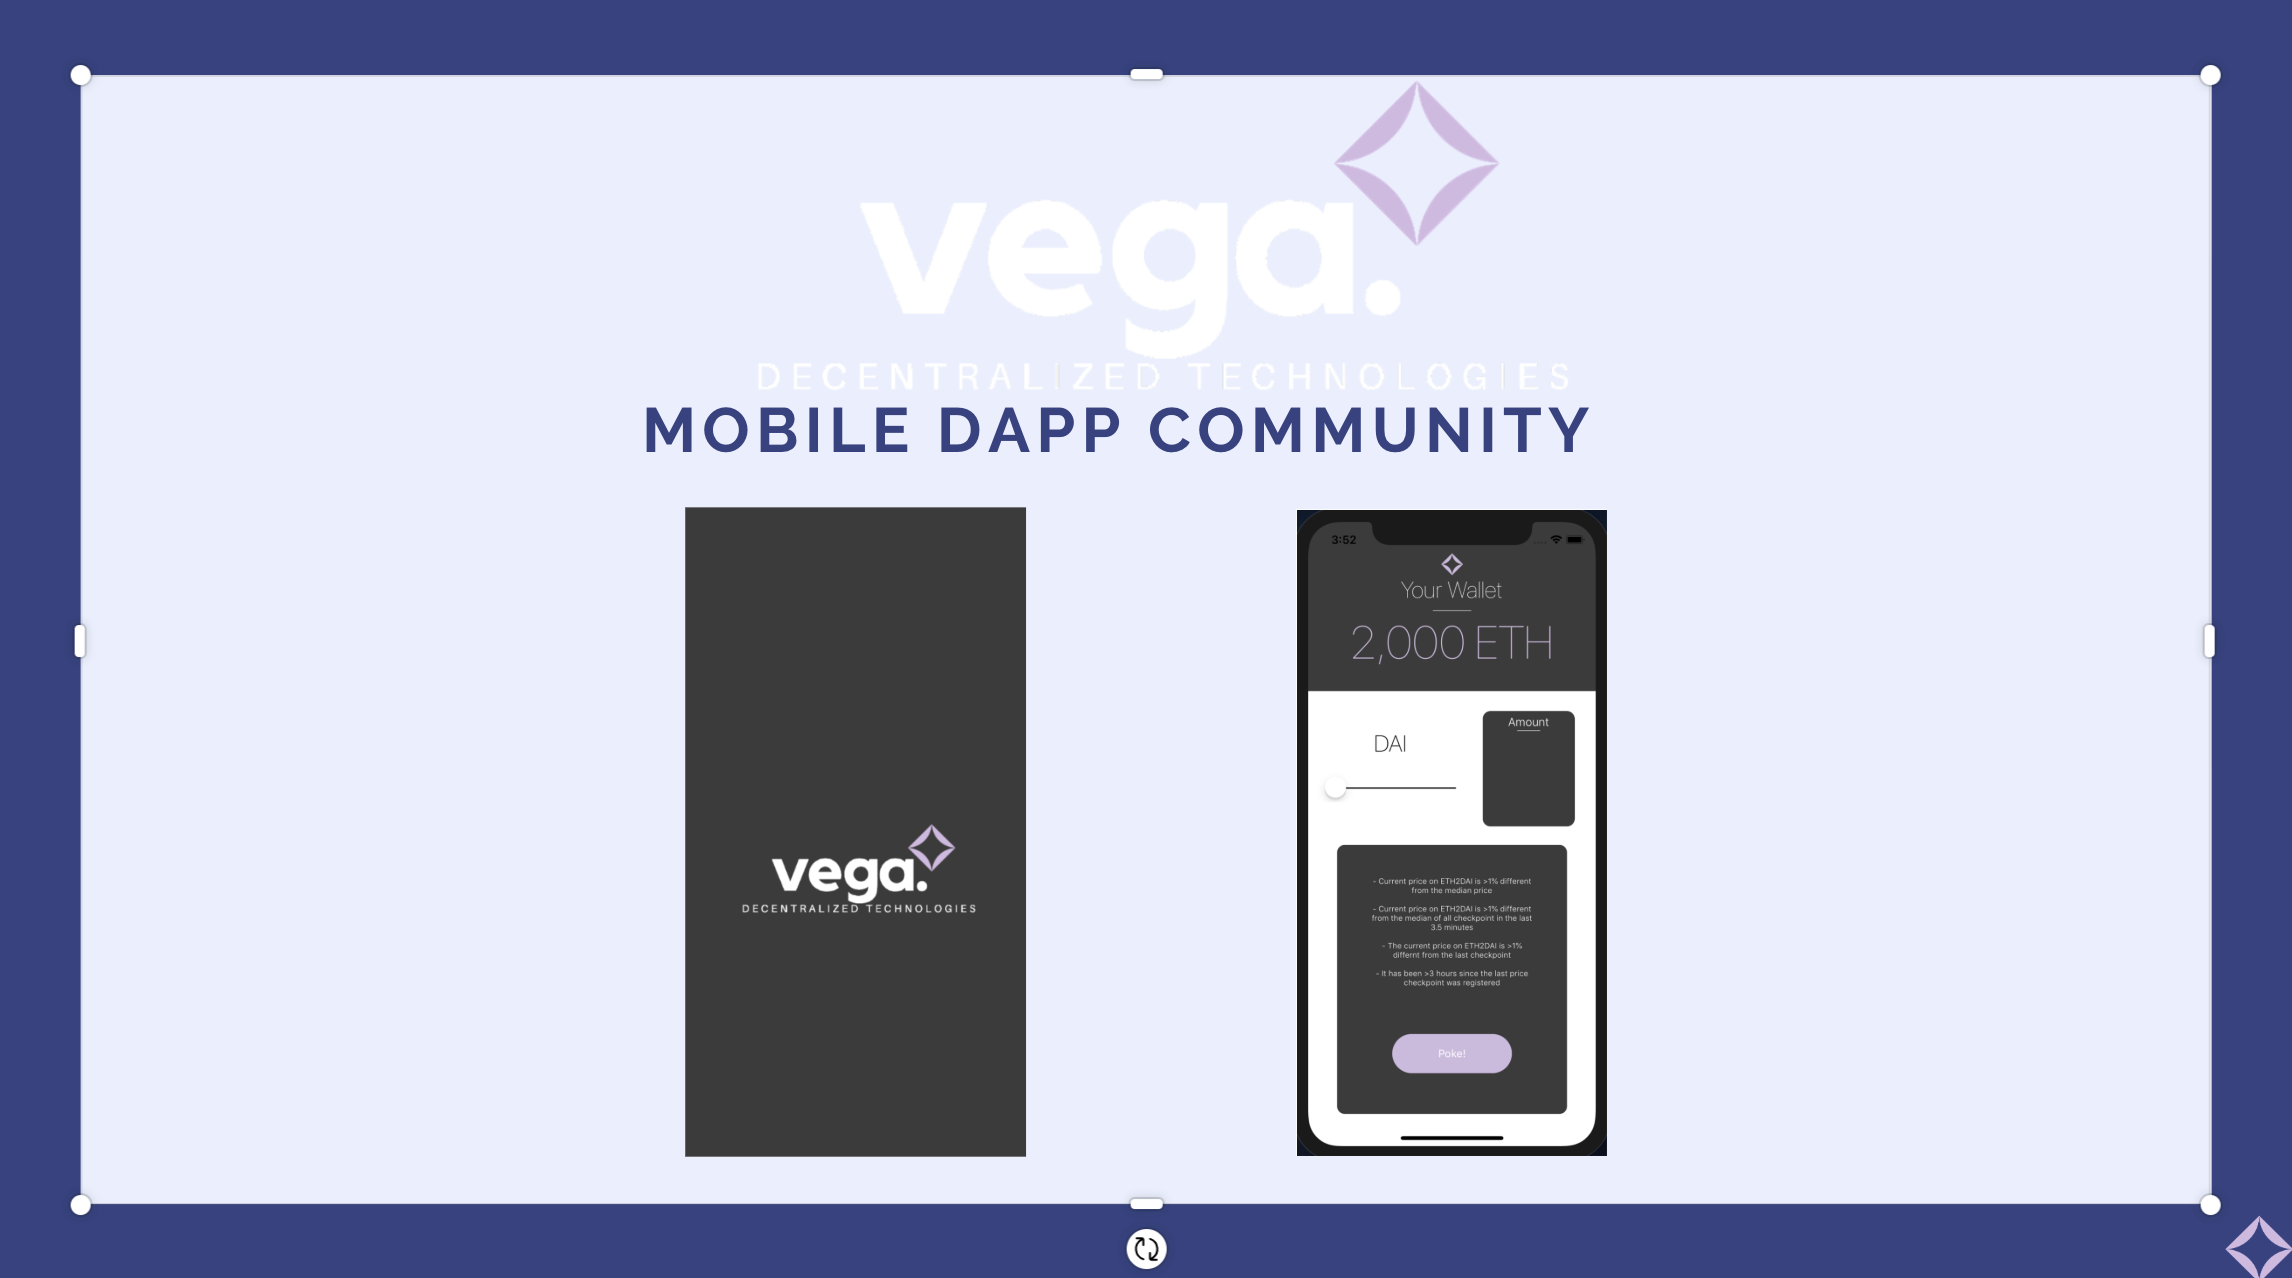 vega.
DECENTRALIZED TECHNOLOGIES
MOBILE DAPP COMMUNITY
vega.
DECENTRALIZED TECHNOLOGIES
3:52
Your Wallet
2,000 ETH
DAI
Amount
- Current price on ETH2DAI is >1% different
from the median price
- Current price on ETH2DAI is >1% different
from the median of all checkpoint in the last
3.5 minutes
- The current price on ETH2DAI is >1%
differnt from the last checkpoint
- It has been >3 hours since the last price
checkpoint was registered
Poke!